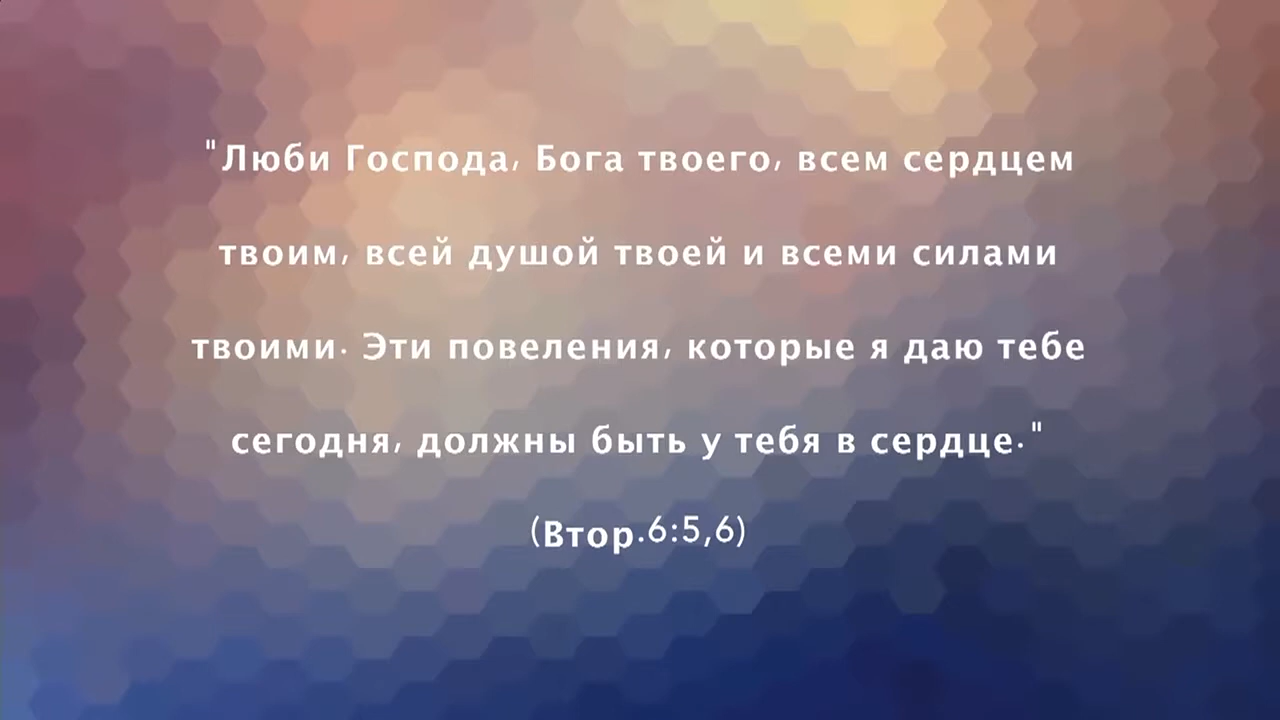 "Люби Господа, Бога твоего, всем сердцем
твоим, всей душой твоей и всеми силами
твоими. Эти повеления, которые я даю тебе
сегодня, должны быть у тебя в сердце."
(Втор.6:5,6)